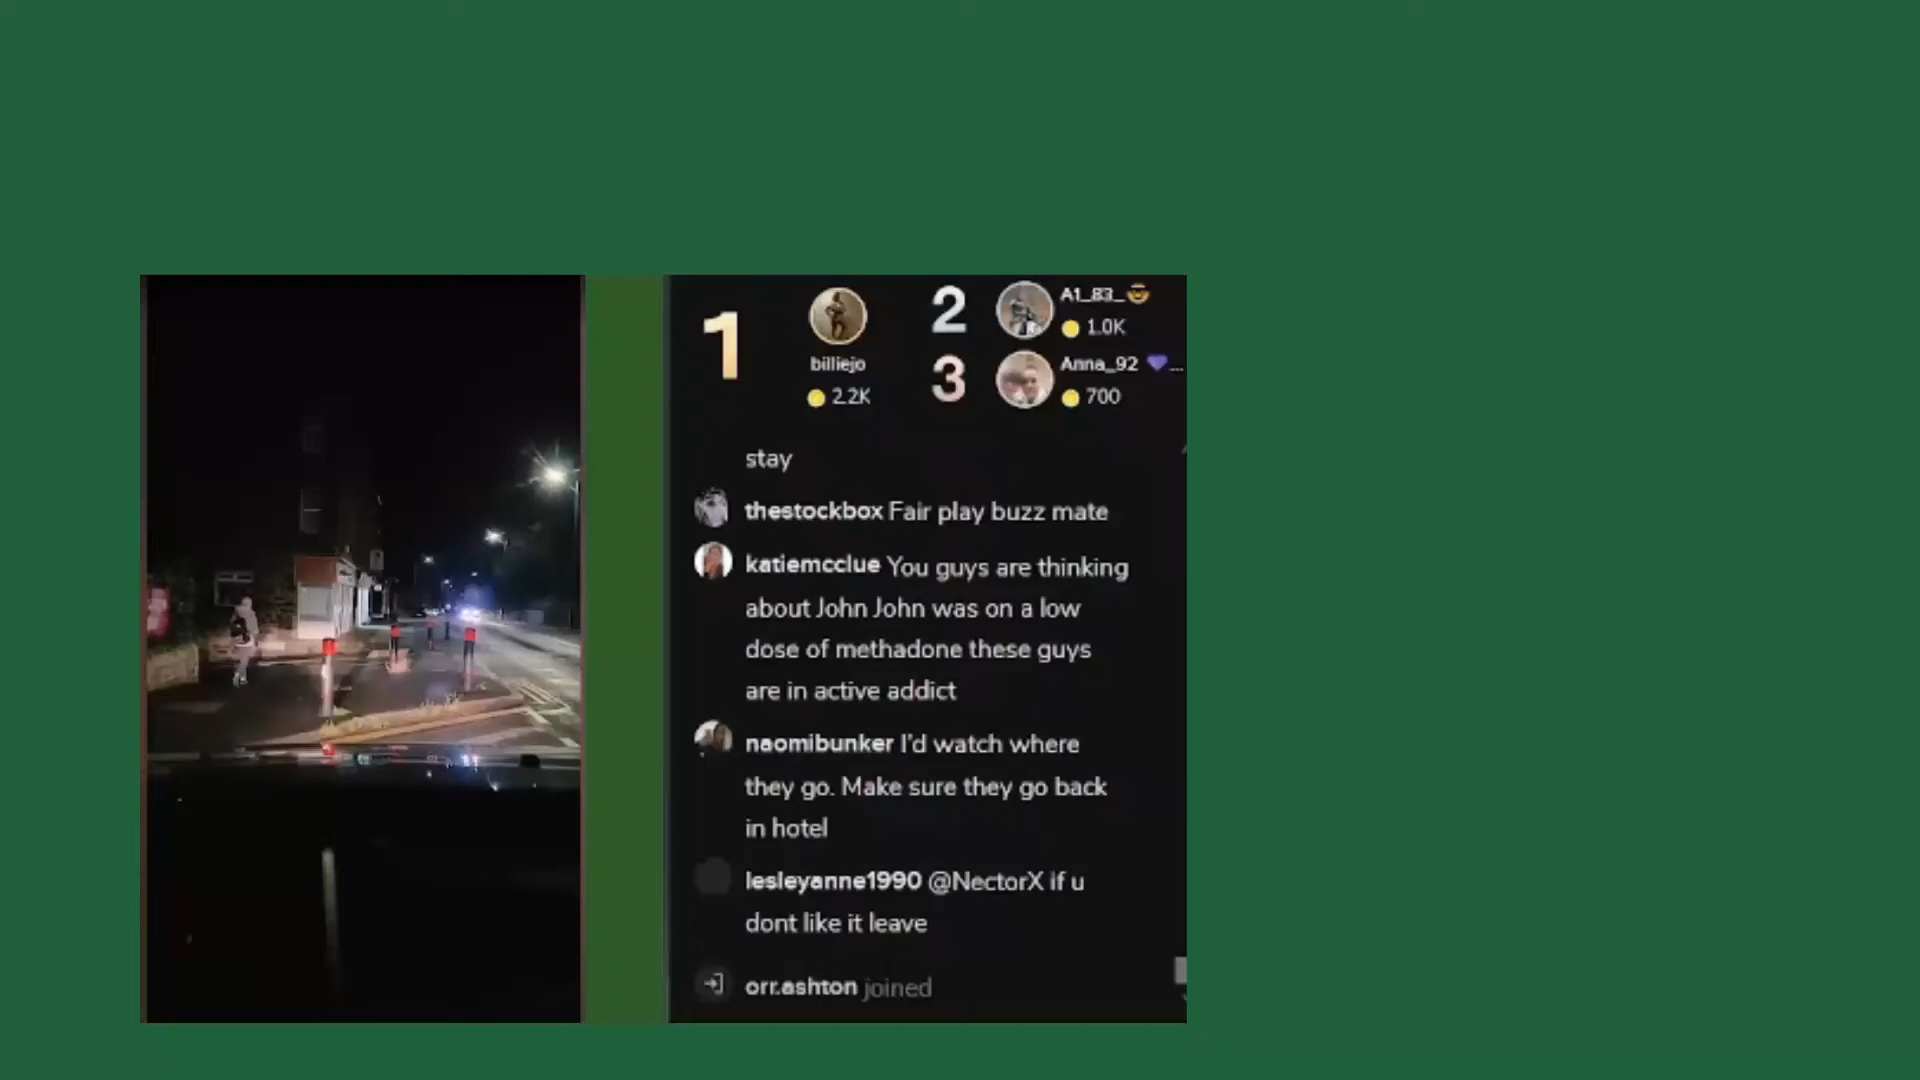 1
billiejo
2.2K
2
A1_83_🤠
1.0K
3
Anna_92 💜...
700
stay
thestockbox Fair play buzz mate
katiemcclue You guys are thinking
about John John was on a low
dose of methadone these guys
are in active addict
naomibunker I'd watch where
they go. Make sure they go back
in hotel
lesleyanne1990 @NectorX if u
dont like it leave
orr.ashton joined